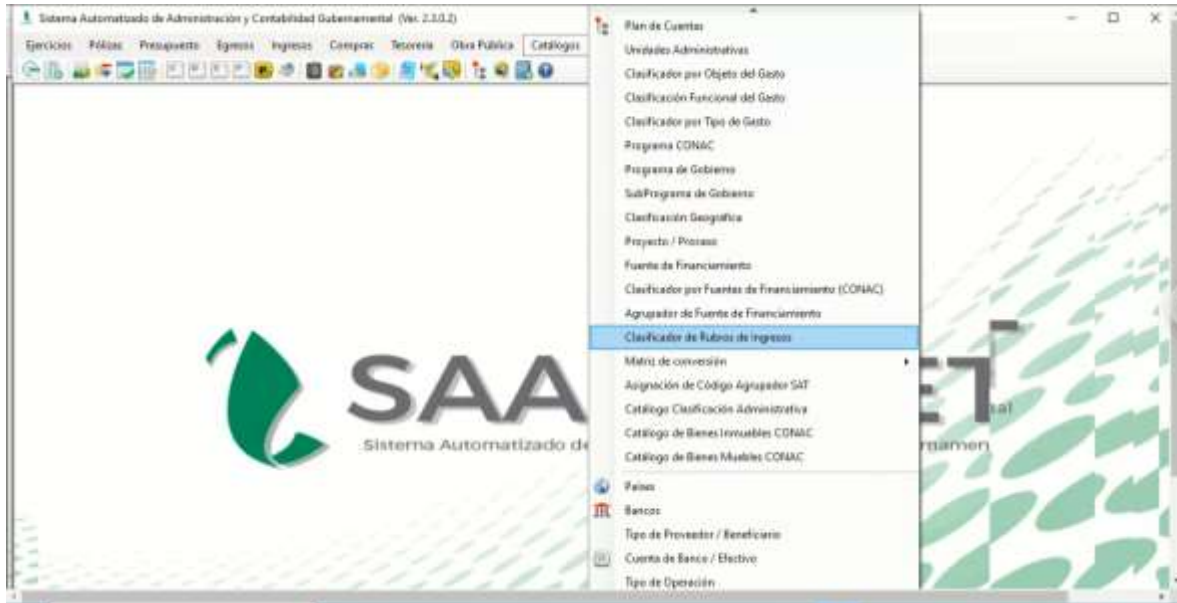 Sistema Automatizado de Administración y Contabilidad Gubernamental (Ver. 2.3.0.2)
Ejercicios Pólizas Presupuesto Egresos Ingresos Compras Tesorería Obra Pública Catálogos
Plan de Cuentas
Unidades Administrativas
Clasificador por Objeto del Gasto
Clasificación Funcional del Gasto
Clasificador por Tipo de Gasto
Programa CONAC
Programa de Gobierno
SubPrograma de Gobierno
Clasificación Geográfica
Proyecto / Proceso
Fuente de Financiamiento
Clasificador por Fuentes de Financiamiento (CONAC)
Agrupador de Fuente de Financiamiento
Clasificador de Rubros de Ingresos
Matriz de conversión
Asignación de Código Agrupador SAT
Catálogo Clasificación Administrativa
Catálogo de Bienes Inmuebles CONAC
Catálogo de Bienes Muebles CONAC
Países
Bancos
Tipo de Proveedor / Beneficiario
Cuenta de Banco / Efectivo
Tipo de Operación
SAA ET
Sistema Automatizado de